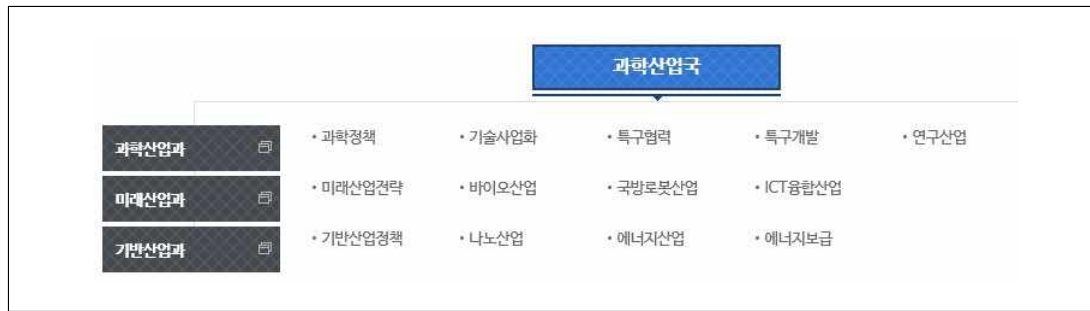 과학산업국
과학산업과 • 과학정책 • 기술사업화 • 특구협력 • 특구개발 • 연구산업
미래산업과 • 미래산업전략 • 바이오산업 • 국방로봇산업 • ICT융합산업
기반산업과 • 기반산업정책 • 나노산업 • 에너지산업 • 에너지보급